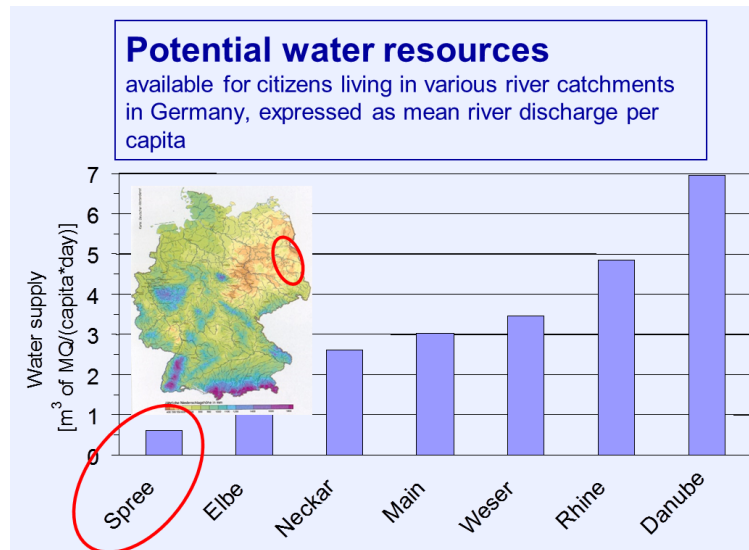 Potential water resources
available for citizens living in various river catchments
in Germany, expressed as mean river discharge per
capita
Water supply
[m³ of MQ/(capita*day)]
7
6
5
4
3
2
1
0
Spree
Elbe
Neckar
Main
Weser
Rhine
Danube